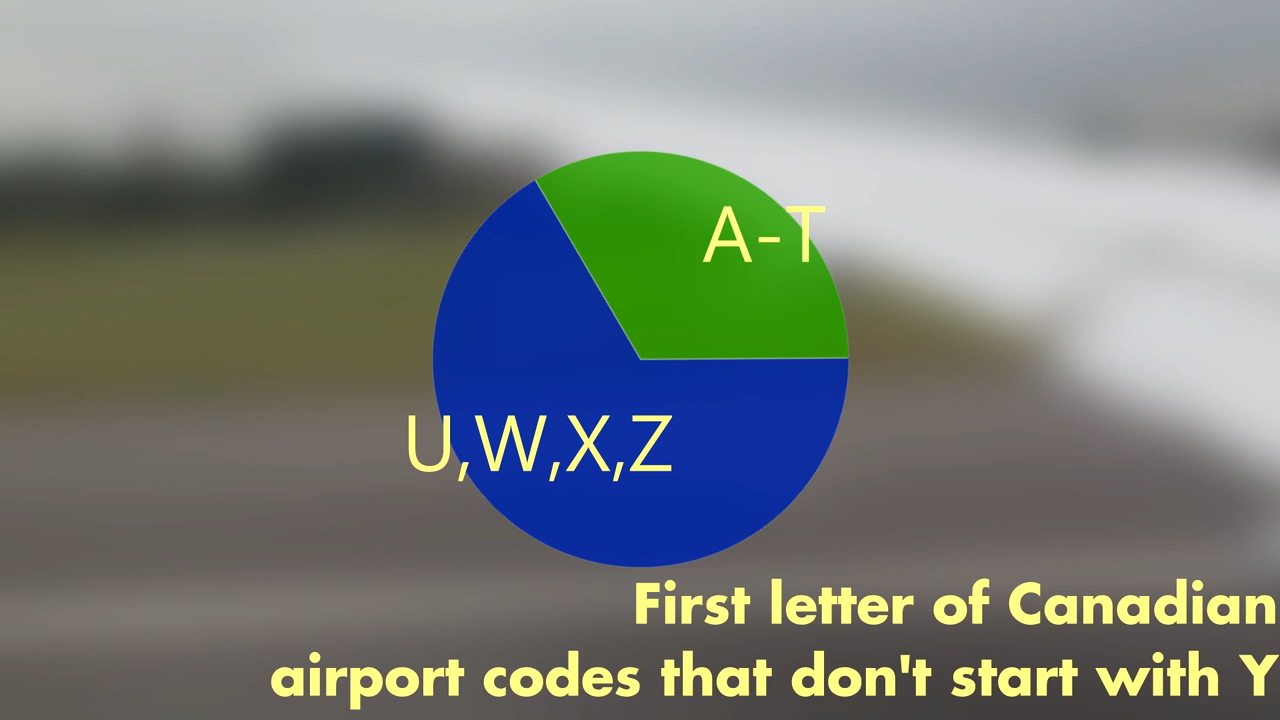 A-T
U,W,X,Z
First letter of Canadian
airport codes that don't start with Y